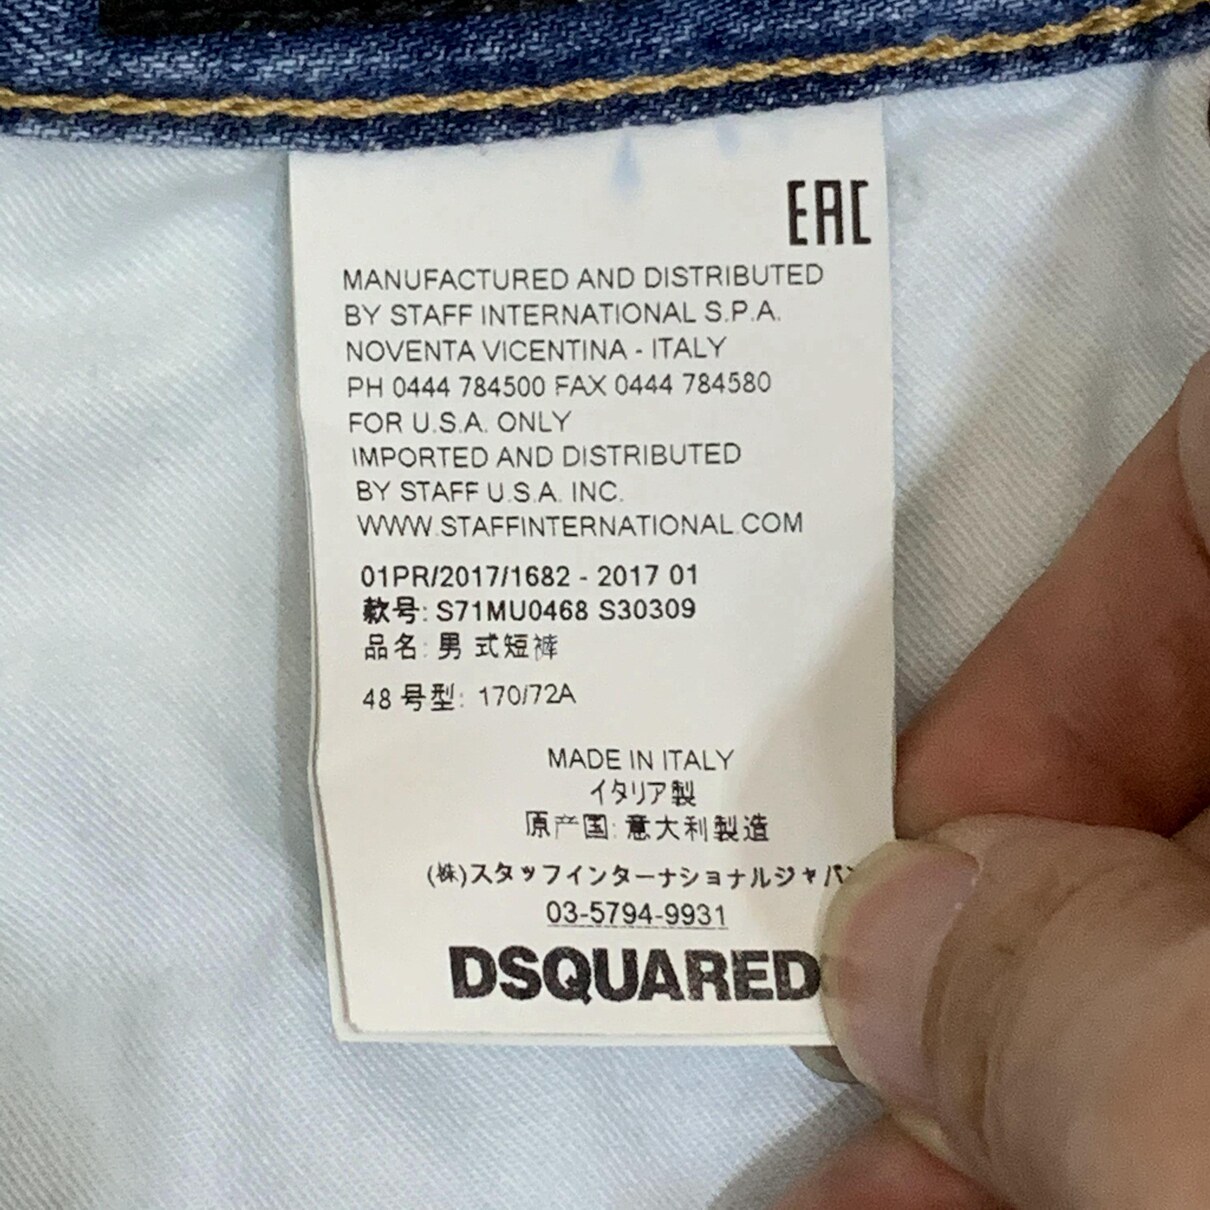 EAC
MANUFACTURED AND DISTRIBUTED
BY STAFF INTERNATIONAL S.P.A.
NOVENTA VICENTINA - ITALY
PH 0444 784500 FAX 0444 784580
FOR U.S.A. ONLY
IMPORTED AND DISTRIBUTED
BY STAFF U.S.A. INC.
WWW.STAFFINTERNATIONAL.COM
01PR/2017/1682 - 2017 01
款号: S71MU0468 S30309
品名: 男 式短裤
48 号型: 170/72A
MADE IN ITALY
イタリア製
原产国: 意大利製造
(株)スタッフインターナショナルジャパン
03-5794-9931
DSQUARED